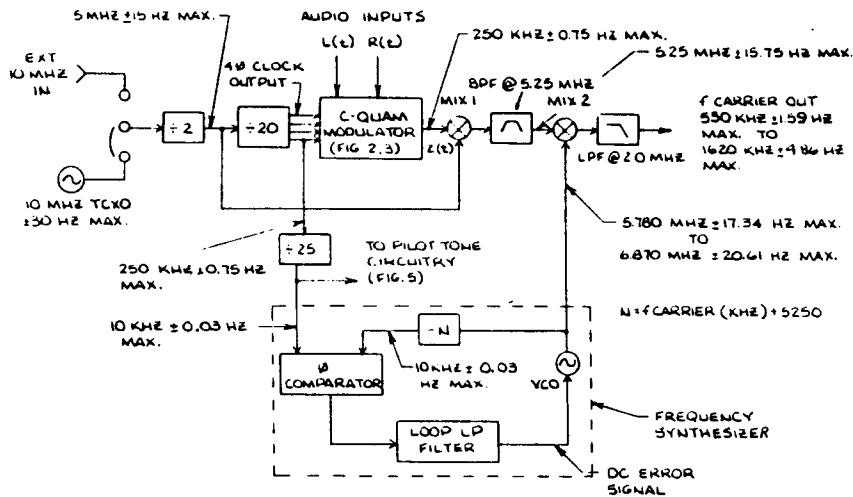 5 MHZ ±15 HZ MAX.
AUDIO INPUTS
L(t) R(t)
250 KHZ ± 0.75 HZ MAX.
5.25 MHZ ± 15.75 HZ MAX.
EXT
10 MHZ
IN
4Ø CLOCK
OUTPUT
MIX 1
BPF @ 5.25 MHZ
MIX 2
f CARRIER OUT
530 KHZ ±1.59 HZ
MAX. TO
1620 KHZ ±4.86 HZ
MAX.
÷2
÷20
C-QUAM
MODULATOR
(FIG 2,3)
Z(t)
LPF @ 2.0 MHZ
10 MHZ TCXO
±30 HZ MAX.
÷25
TO PILOT TONE
CIRCUITRY
(FIG. 5)
250 KHZ ± 0.75 HZ
MAX.
5.780 MHZ ± 17.34 HZ MAX.
TO
6.870 MHZ ± 20.61 HZ MAX.
N = f CARRIER (KHZ) + 5250
10 KHZ ± 0.03 HZ
MAX.
÷N
Ø
COMPARATOR
10 KHZ ± 0.03
HZ MAX.
VCO
LOOP LP
FILTER
FREQUENCY
SYNTHESIZER
DC ERROR
SIGNAL